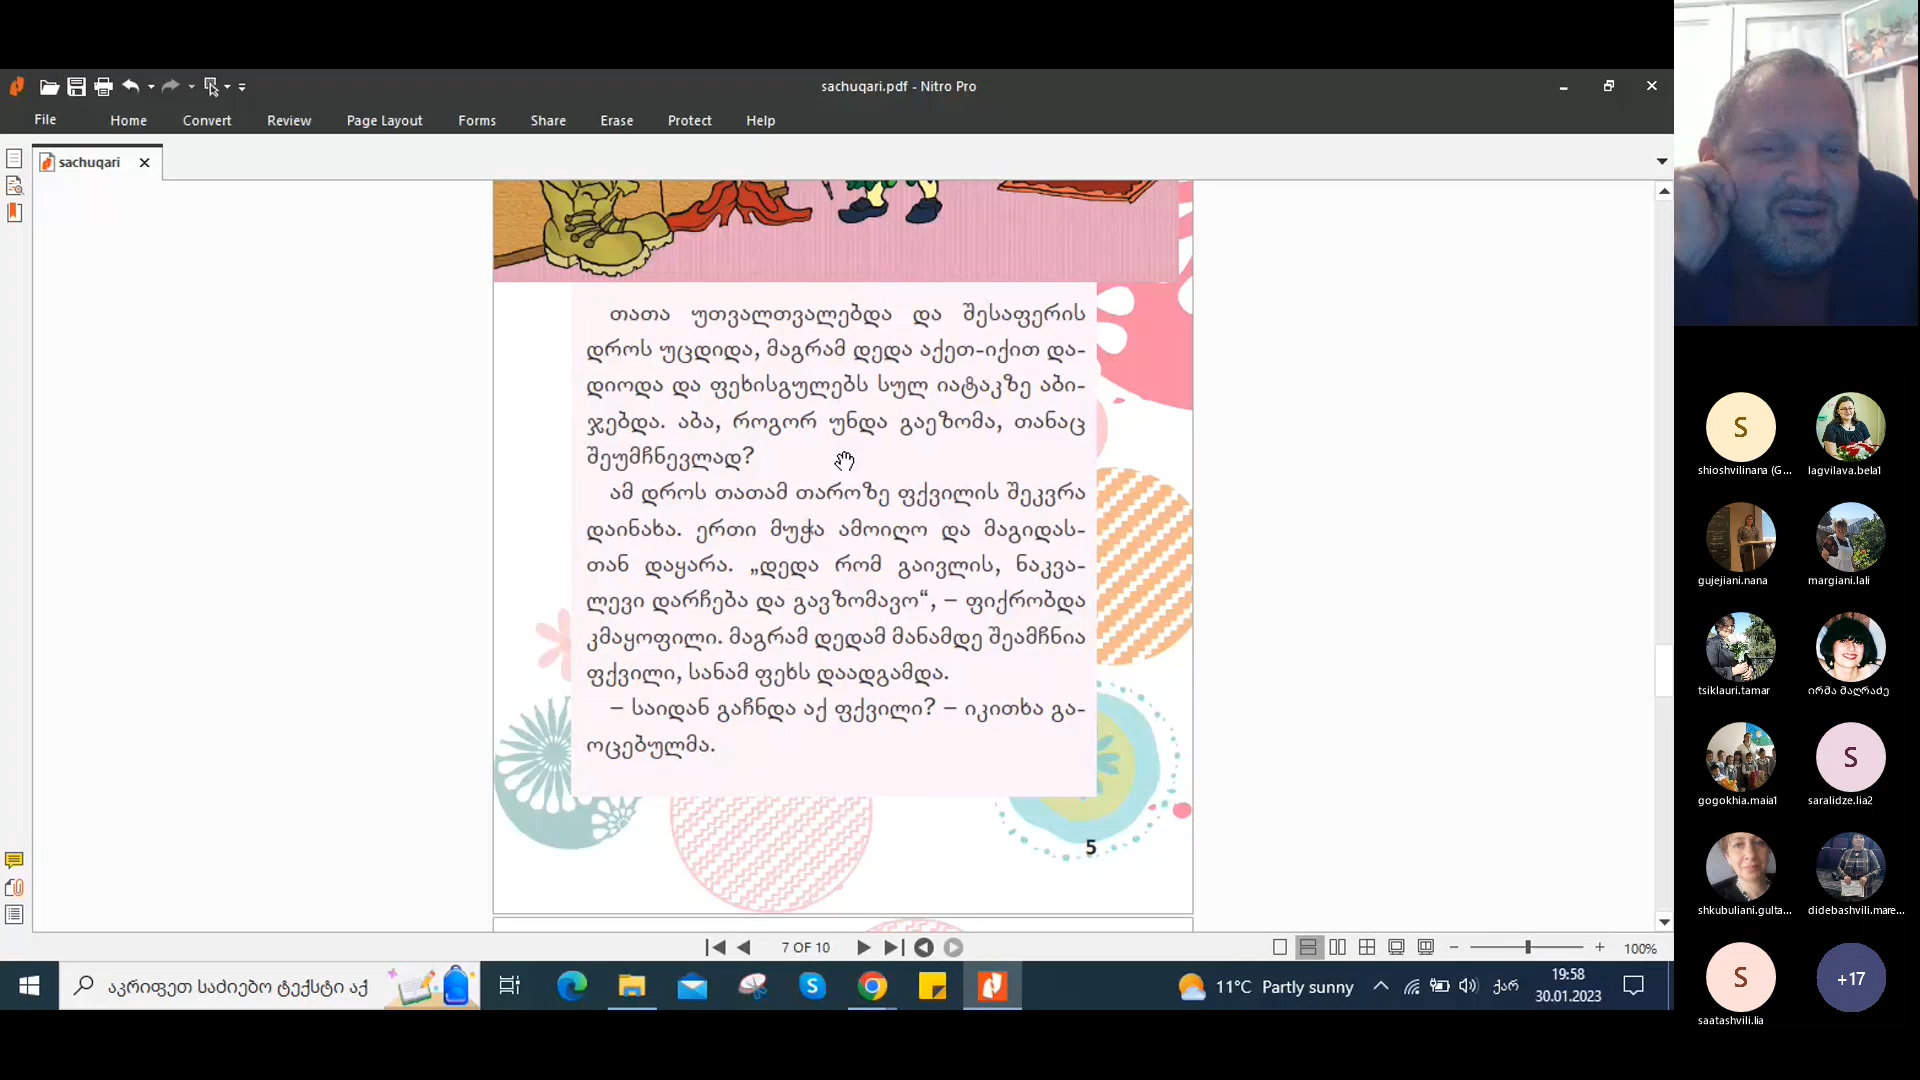 sachuqari.pdf - Nitro Pro
File Home Convert Review Page Layout Forms Share Erase Protect Help
sachuqari
თათა უთვალთვალებდა და შესაფერის
დროს უცდიდა, მაგრამ დედა აქეთ-იქით და-
დიოდა და ფეხისგულებს სულ იატაკზე აბი-
ჯებდა. აბა, როგორ უნდა გაეზომა, თანაც
შეუმჩნევლად?
ამ დროს თათამ თაროზე ფქვილის შეკვრა
დაინახა. ერთი მუჭა ამოიღო და მაგიდას-
თან დაყარა. „დედა რომ გაივლის, ნაკვა-
ლევი დარჩება და გავზომავო“, – ფიქრობდა
კმაყოფილი. მაგრამ დედამ მანამდე შეამჩნია
ფქვილი, სანამ ფეხს დაადგამდა.
– საიდან გაჩნდა აქ ფქვილი? – იკითხა გა-
ოცებულმა.
5
7 OF 10
100%
აკრიფეთ საძიებო ტექსტი აქ
11°C Partly sunny
ქარ
19:58
30.01.2023
S
shioshvilinana (G...
lagvilava.bela1
gujejiani.nana
margiani.lali
tsiklauri.tamar
ირმა მაღრაძე
gogokhia.maia1
S
saralidze.lia2
shkubuliani.gulta...
didebashvili.mare...
S
saatashvili.lia
+17